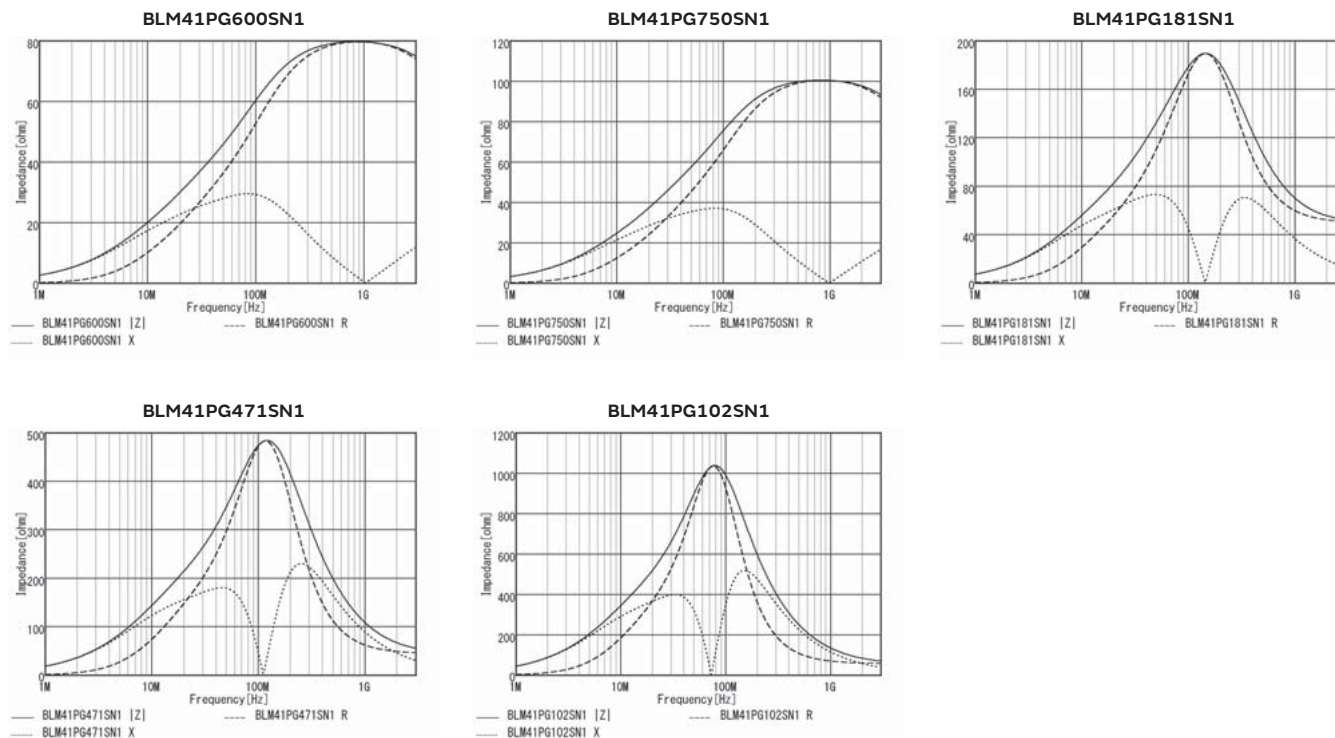 BLM41PG600SN1
80
60
40
20
0
Impedance[ohm]
1M 10M 100M 1G
Frequency[Hz]
BLM41PG600SN1 |Z| BLM41PG600SN1 R
BLM41PG600SN1 X
BLM41PG750SN1
120
100
80
60
40
20
0
Impedance[ohm]
1M 10M 100M 1G
Frequency[Hz]
BLM41PG750SN1 |Z| BLM41PG750SN1 R
BLM41PG750SN1 X
BLM41PG181SN1
200
160
120
80
40
0
Impedance[ohm]
1M 10M 100M 1G
Frequency[Hz]
BLM41PG181SN1 |Z| BLM41PG181SN1 R
BLM41PG181SN1 X
BLM41PG471SN1
500
400
300
200
100
0
Impedance[ohm]
1M 10M 100M 1G
Frequency[Hz]
BLM41PG471SN1 |Z| BLM41PG471SN1 R
BLM41PG471SN1 X
BLM41PG102SN1
1200
1000
800
600
400
200
0
Impedance[ohm]
1M 10M 100M 1G
Frequency[Hz]
BLM41PG102SN1 |Z| BLM41PG102SN1 R
BLM41PG102SN1 X